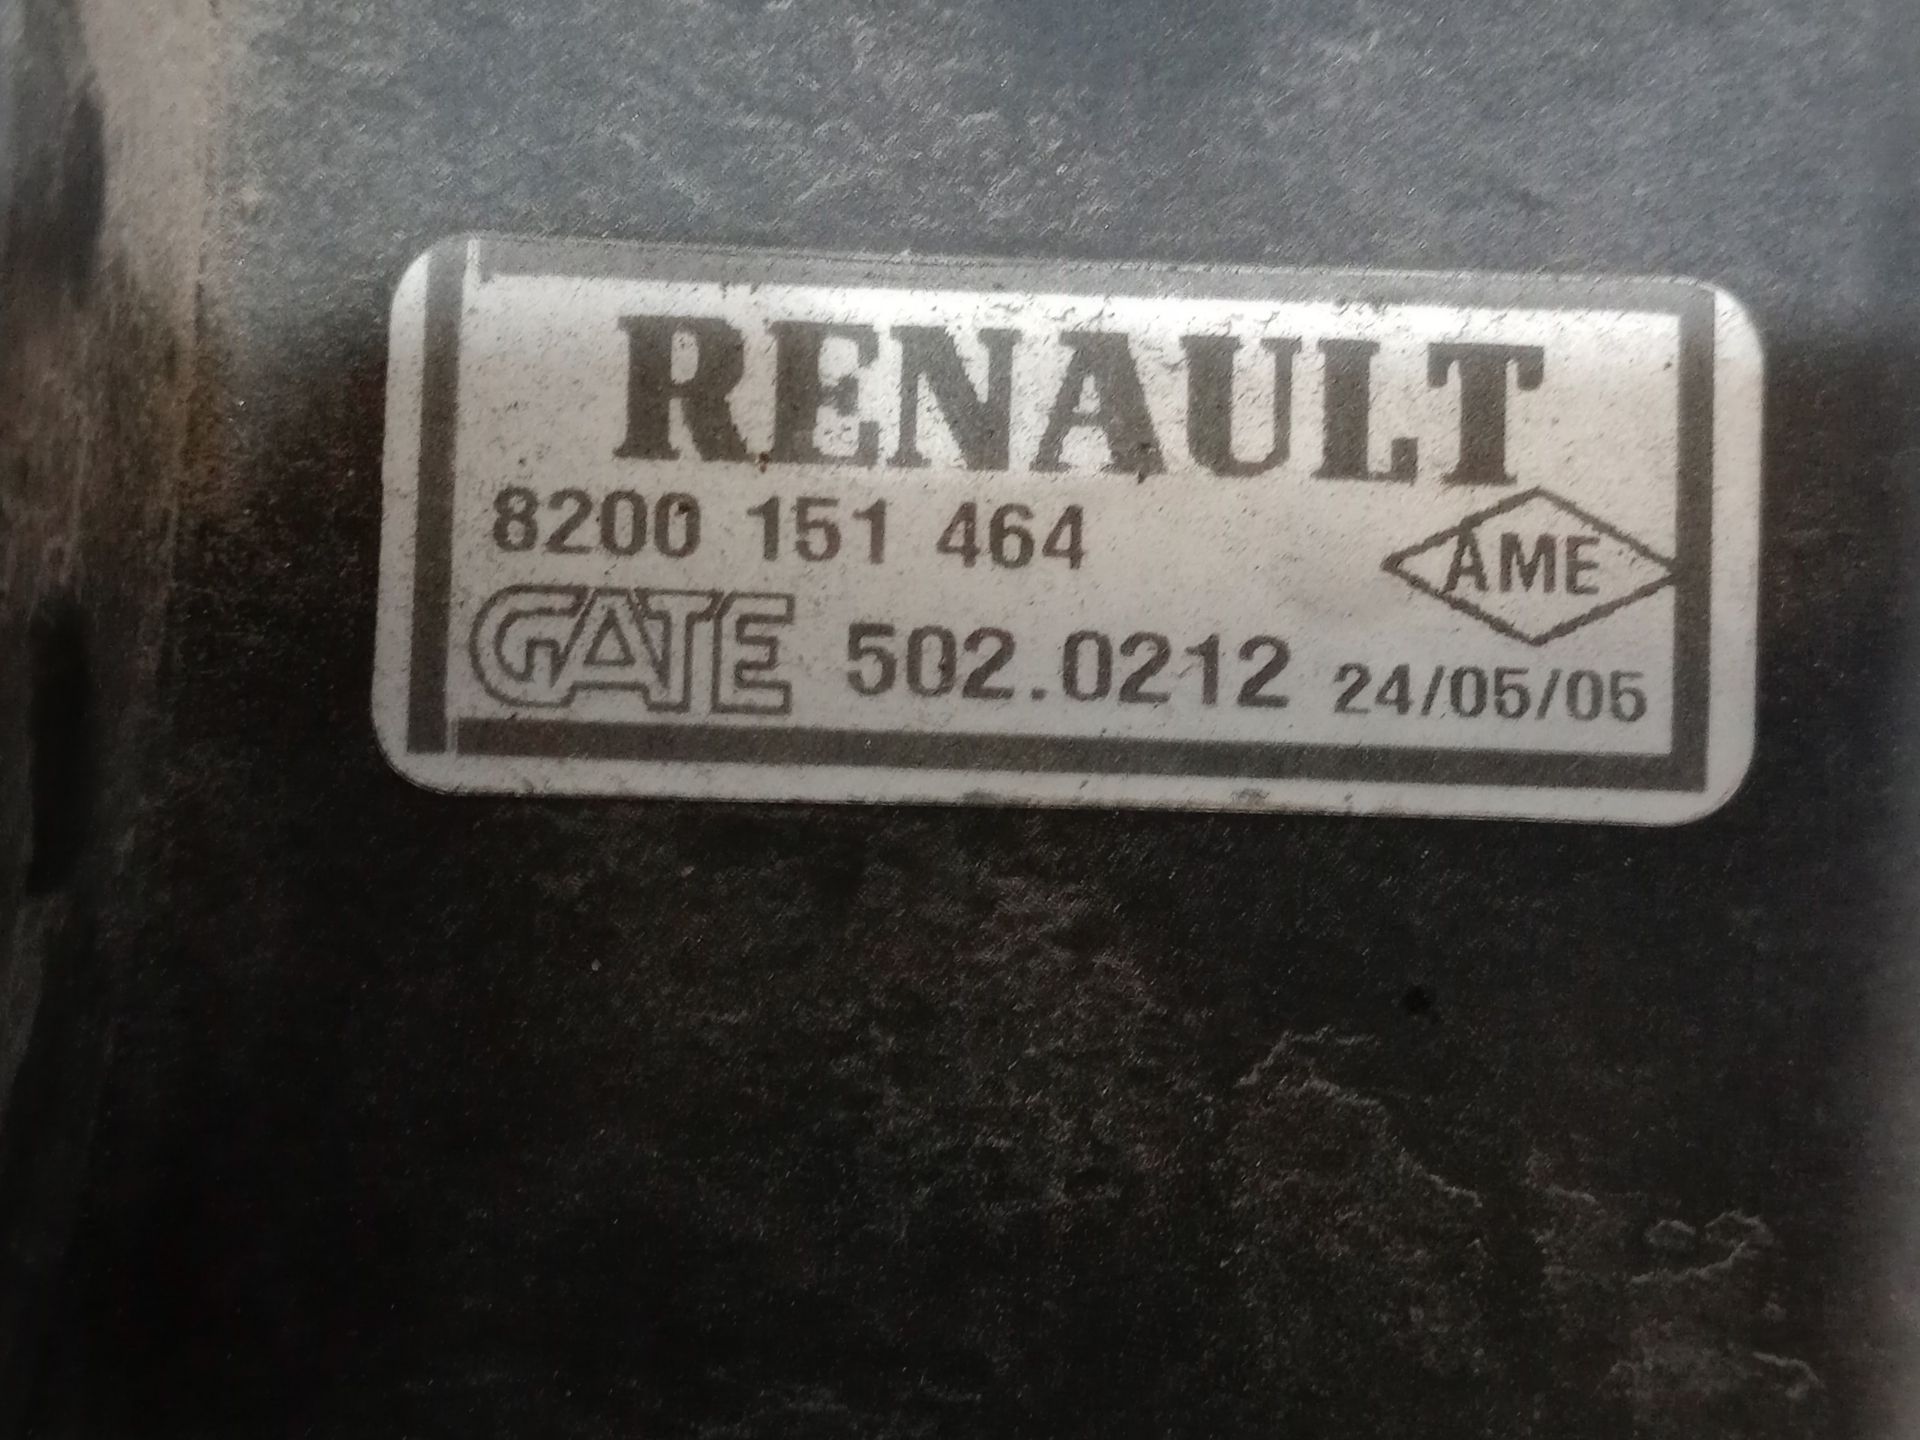 RENAULT
8200 151 464
AME
GATE 502.0212 24/05/05